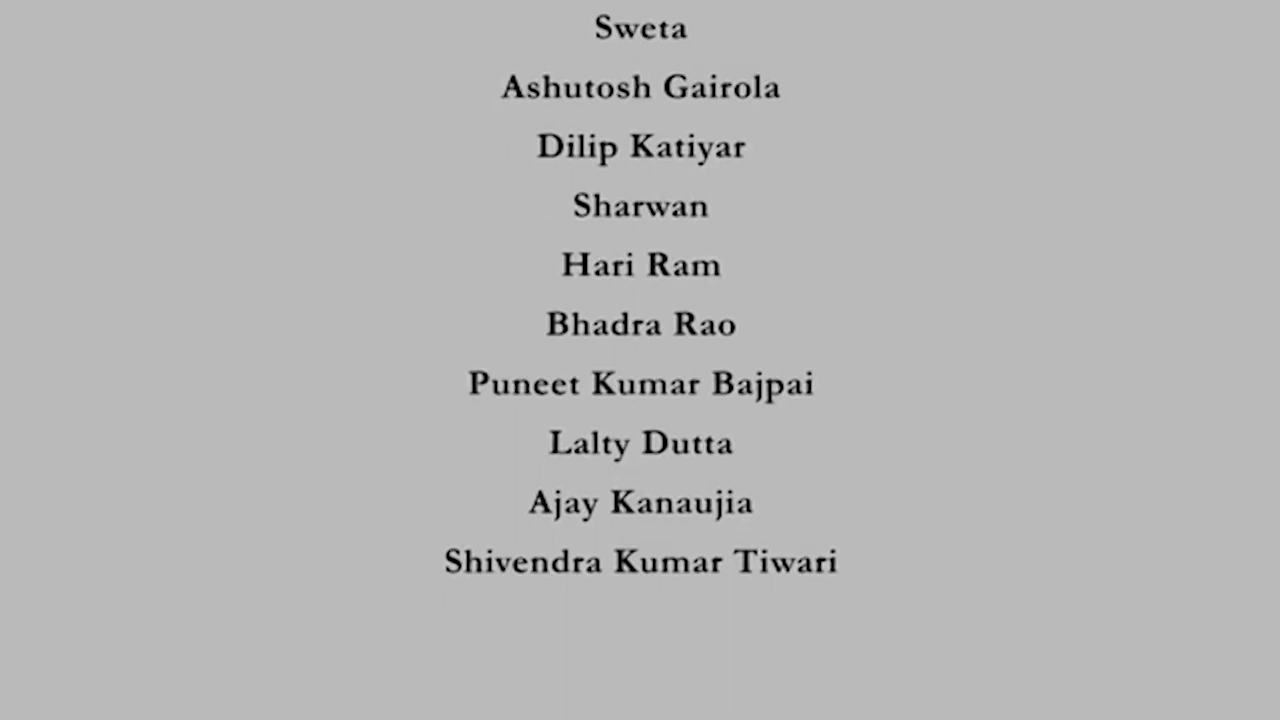 Sweta
Ashutosh Gairola
Dilip Katiyar
Sharwan
Hari Ram
Bhadra Rao
Puneet Kumar Bajpai
Lalty Dutta
Ajay Kanaujia
Shivendra Kumar Tiwari